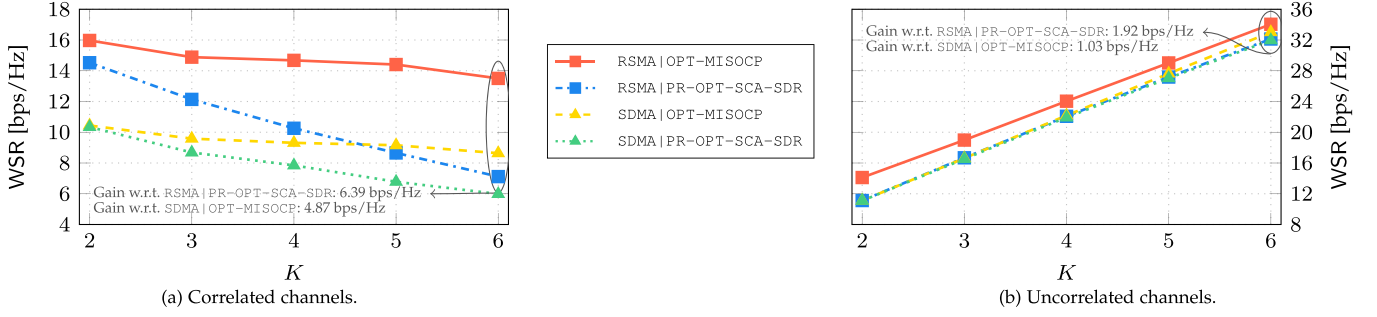 18
16
14
12
10
8
6
4
WSR [bps/Hz]
Gain w.r.t. RSMA|PR-OPT-SCA-SDR: 6.39 bps/Hz
Gain w.r.t. SDMA|OPT-MISOCP: 4.87 bps/Hz
2 3 4 5 6
K
(a) Correlated channels.
RSMA|OPT-MISOCP
RSMA|PR-OPT-SCA-SDR
SDMA|OPT-MISOCP
SDMA|PR-OPT-SCA-SDR
Gain w.r.t. RSMA|PR-OPT-SCA-SDR: 1.92 bps/Hz
Gain w.r.t. SDMA|OPT-MISOCP: 1.03 bps/Hz
36
32
28
24
20
16
12
8
WSR [bps/Hz]
2 3 4 5 6
K
(b) Uncorrelated channels.